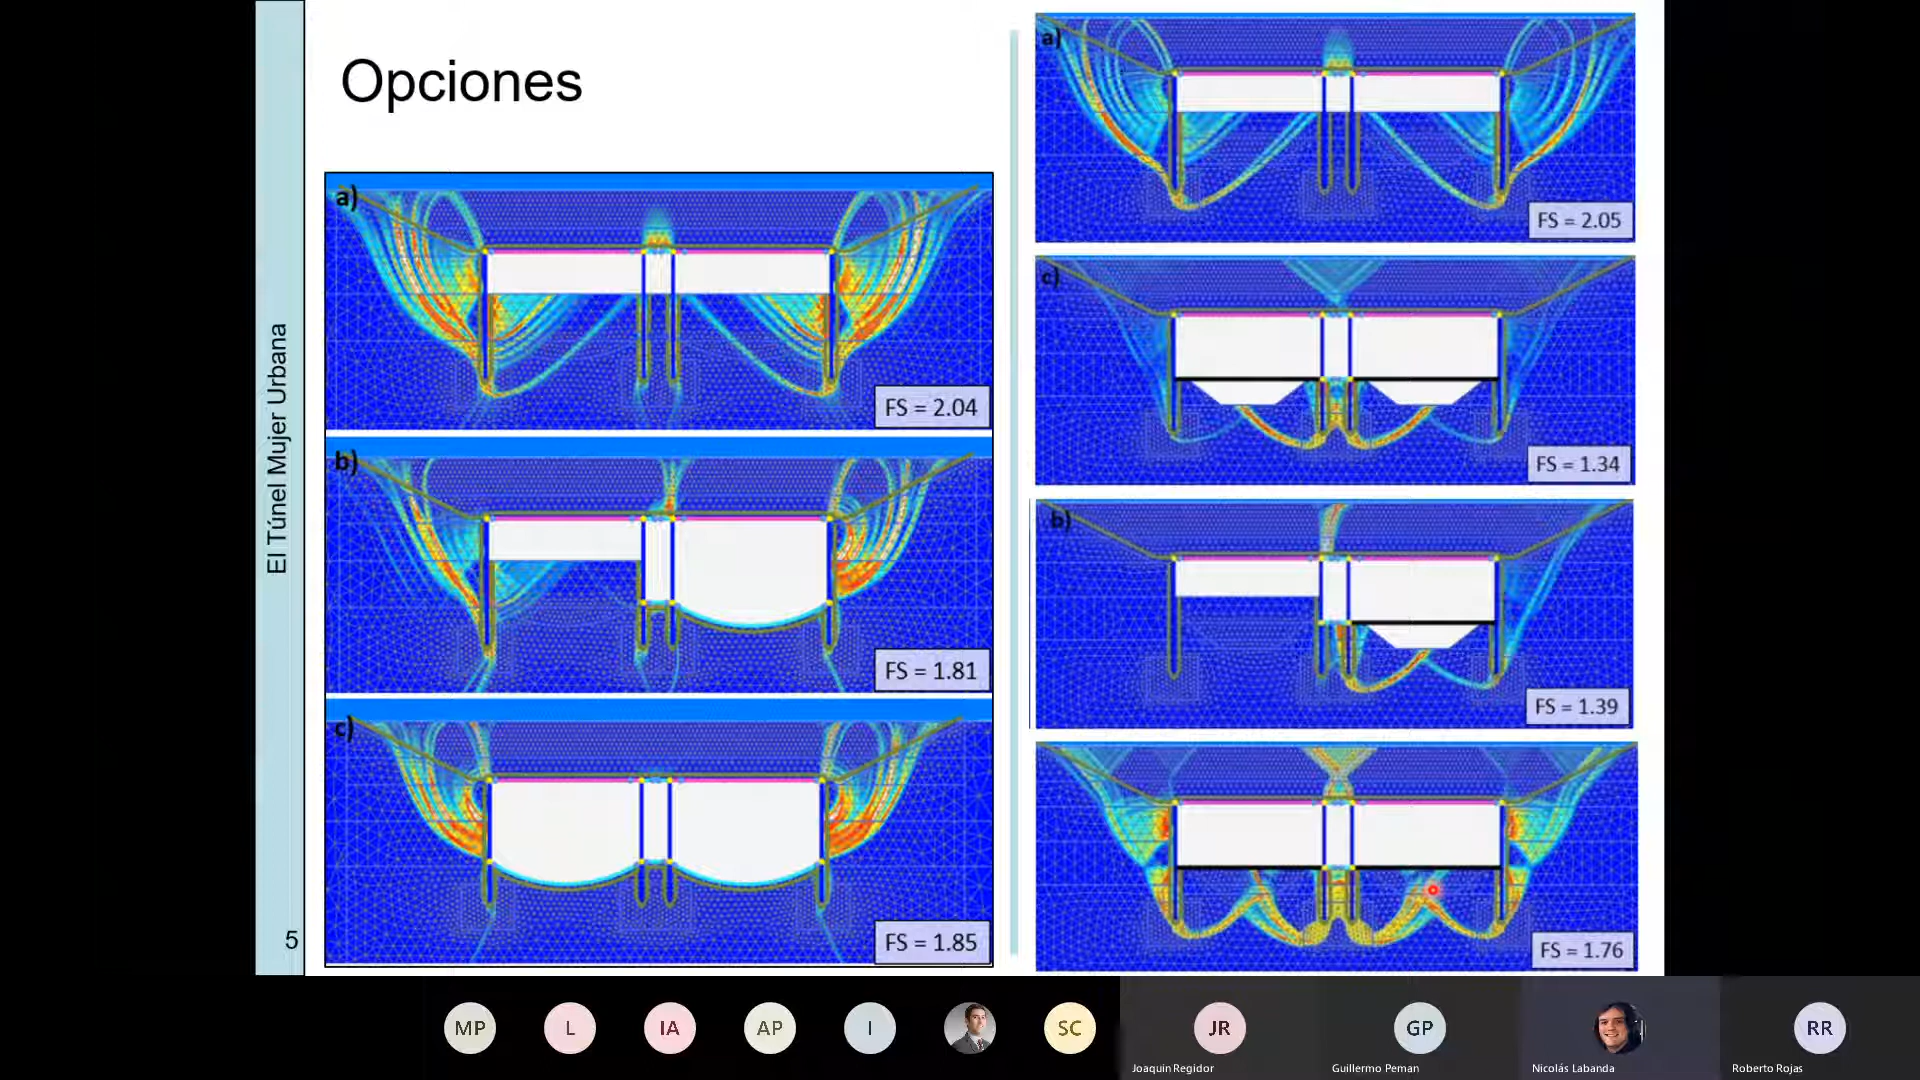 El Túnel Mujer Urbana
5
Opciones
a)
FS = 2.04
b)
FS = 1.81
c)
FS = 1.85
a)
FS = 2.05
c)
FS = 1.34
b)
FS = 1.39
FS = 1.76
MP
L
IA
AP
I
SC
JR
Joaquin Regidor
GP
Guillermo Peman
Nicolás Labanda
RR
Roberto Rojas